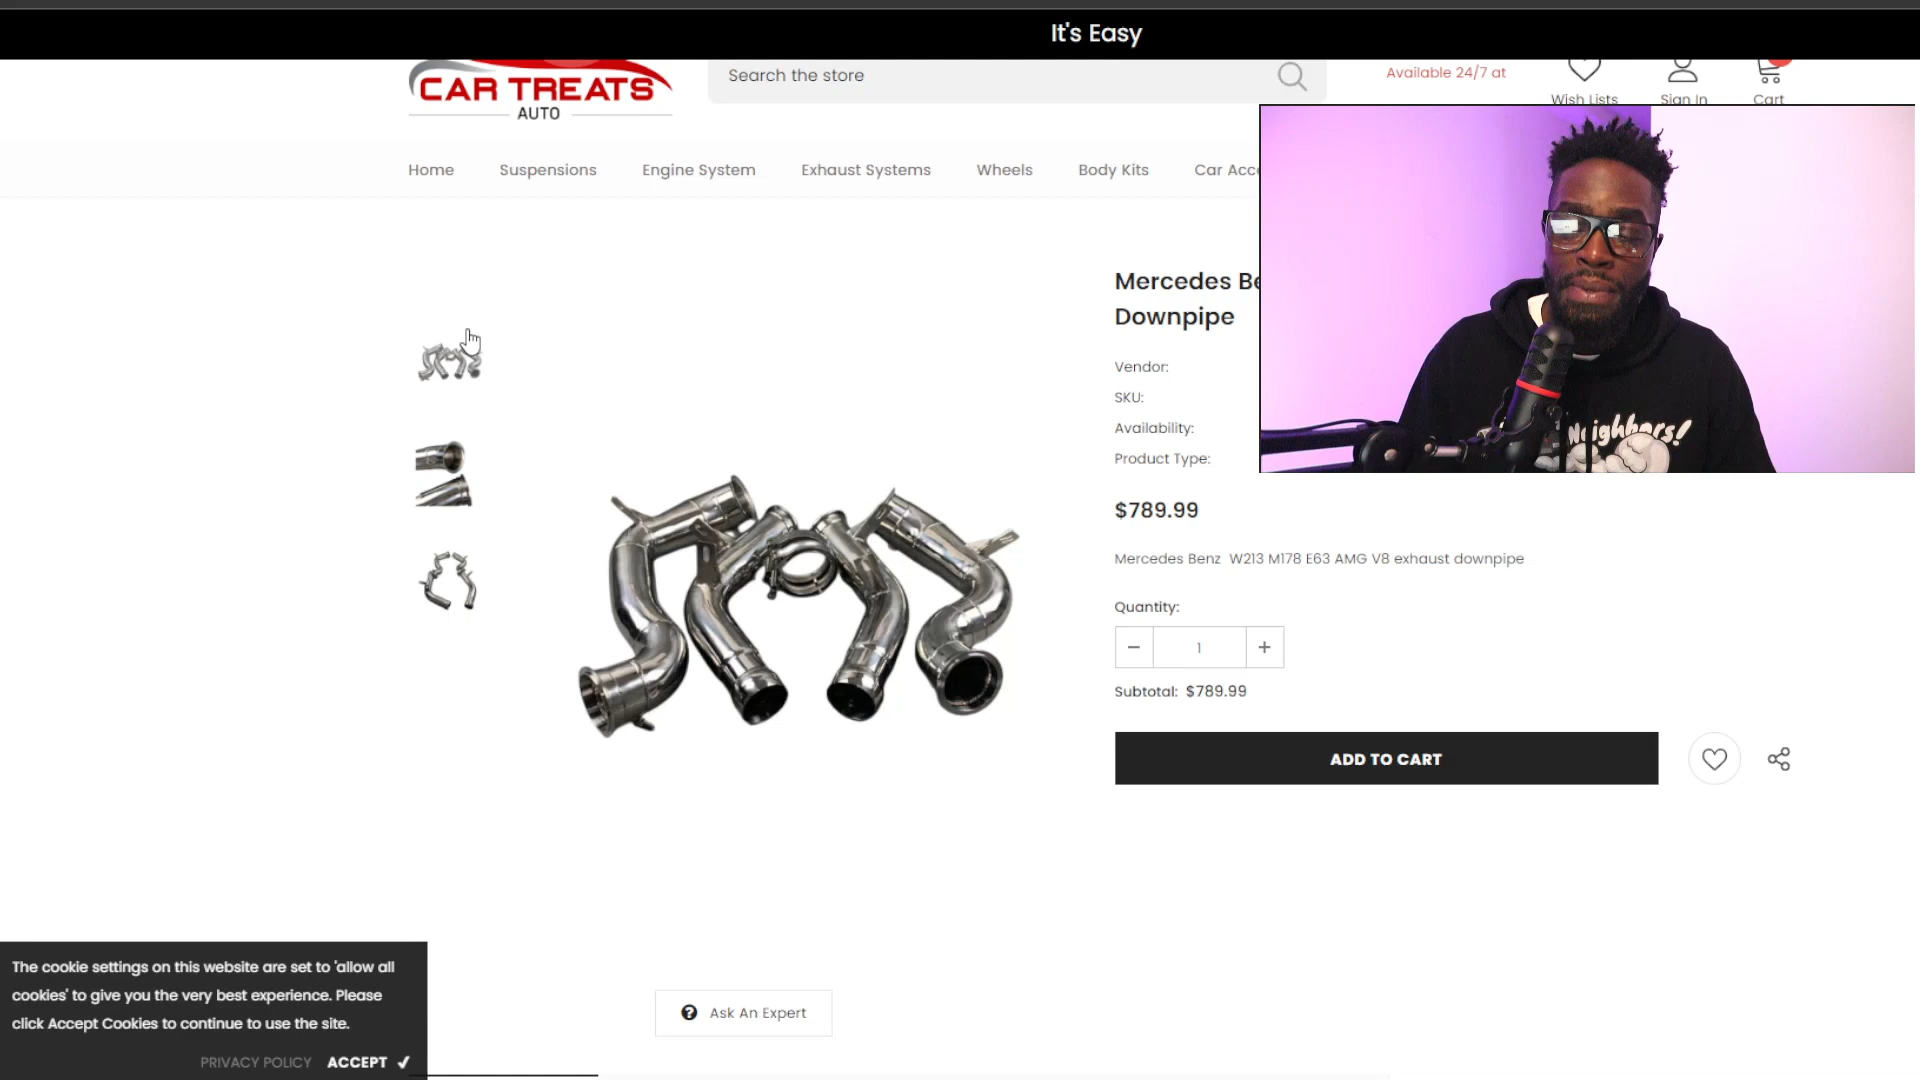 It's Easy
CAR TREATS
AUTO
Search the store
Available 24/7 at
Wish Lists
Sign In
Cart
Home
Suspensions
Engine System
Exhaust Systems
Wheels
Body Kits
Car
Mercedes
Downpipe
Vendor:
SKU:
Availability:
Product Type:
Neighbors!
$789.99
Mercedes Benz W213 M178 E63 AMG V8 exhaust downpipe
Quantity:
− 1 +
Subtotal: $789.99
ADD TO CART
The cookie settings on this website are set to 'allow all
cookies' to give you the very best experience. Please
click Accept Cookies to continue to use the site.
PRIVACY POLICY ACCEPT ✓
? Ask An Expert